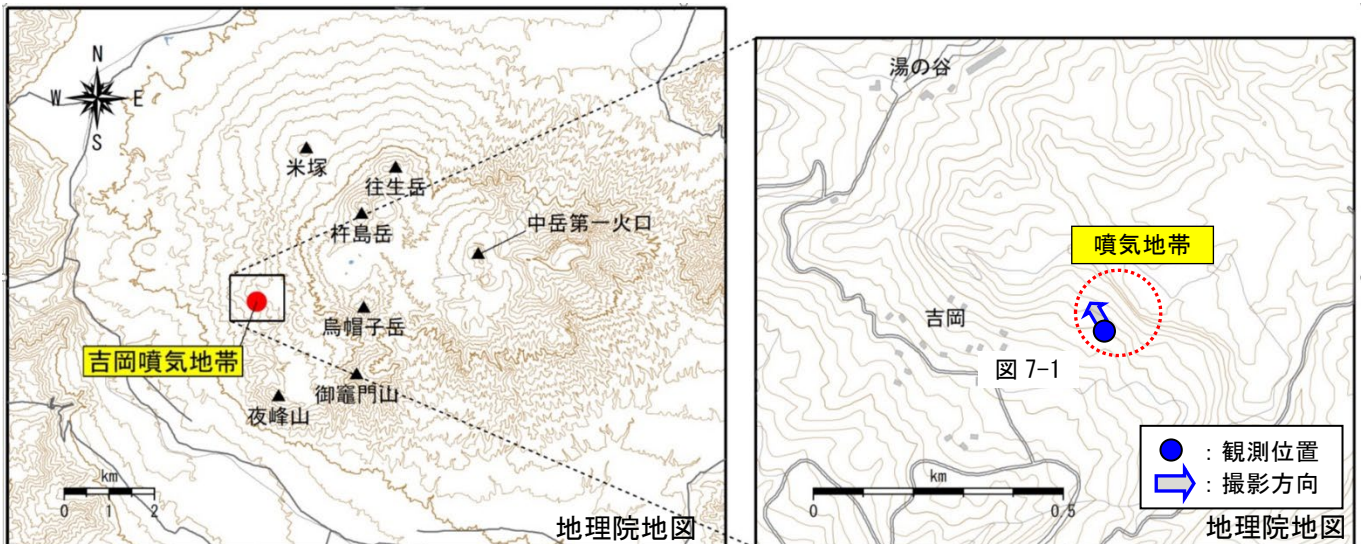 N
W
E
S
米塚
往生岳
杵島岳
中岳第一火口
烏帽子岳
吉岡噴気地帯
御竈門山
夜峰山
km
0 1 2
地理院地図
湯の谷
噴気地帯
吉岡
図 7-1
km
0
0.5
：観測位置
：撮影方向
地理院地図